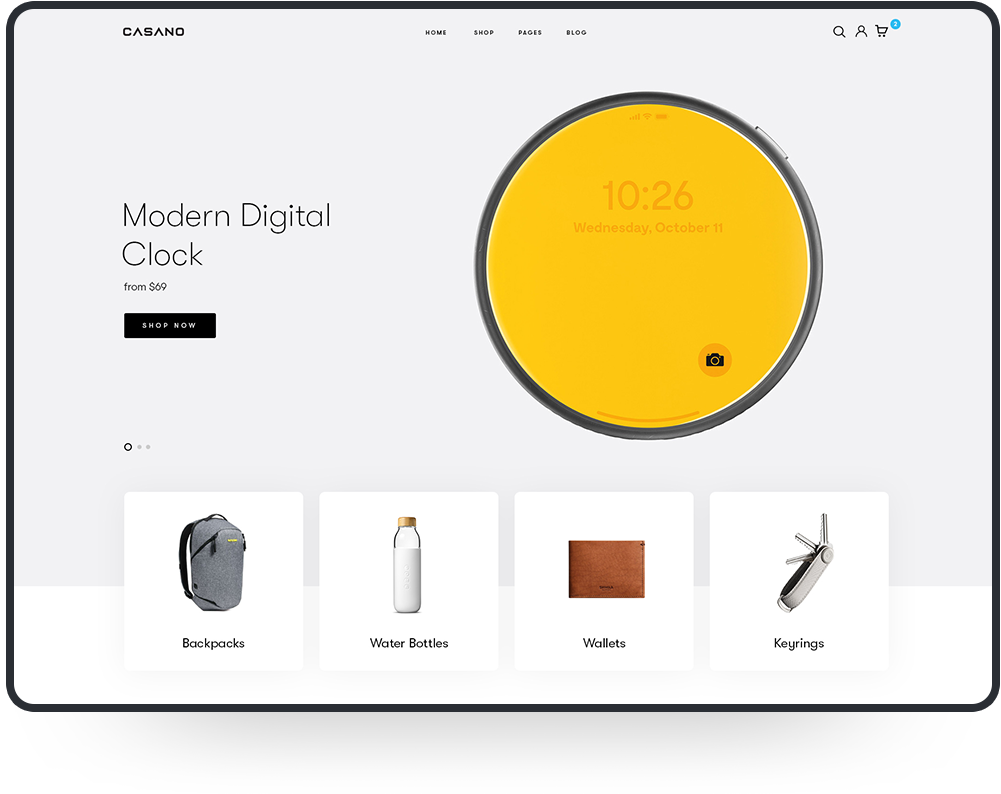 CASANO
HOME SHOP PAGES BLOG
2
10:26
Wednesday, October 11
Modern Digital
Clock
from $69
SHOP NOW
Backpacks
Water Bottles
Wallets
Keyrings